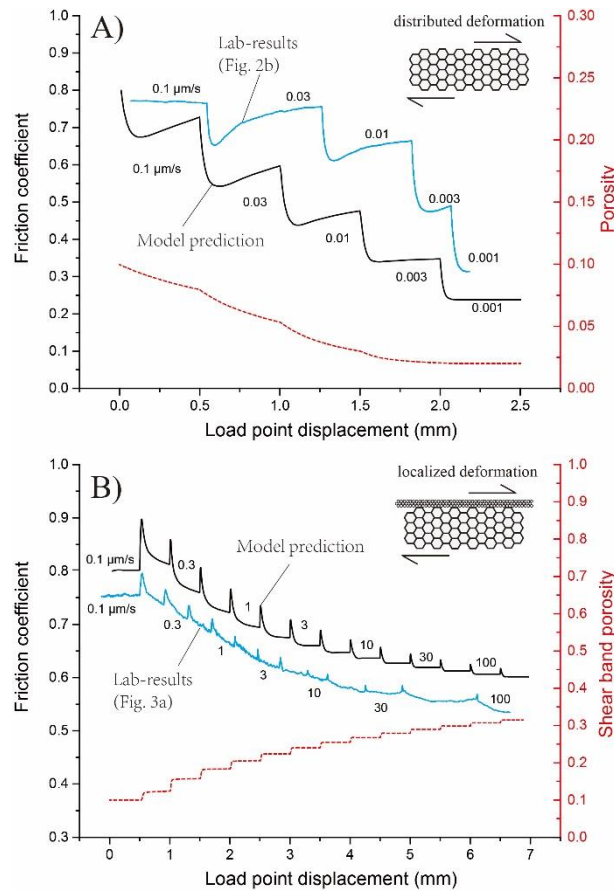 A)
distributed deformation
Lab-results
(Fig. 2b)
0.1 μm/s
0.03
0.01
0.003
0.001
0.1 μm/s
0.03
0.01
0.003
0.001
Model prediction
Friction coefficient
1.0
0.9
0.8
0.7
0.6
0.5
0.4
0.3
0.2
0.1
0.0
Porosity
0.30
0.25
0.20
0.15
0.10
0.05
0.00
0.0 0.5 1.0 1.5 2.0 2.5
Load point displacement (mm)
B)
localized deformation
Model prediction
0.1 μm/s
0.3
1
3
10
30
100
0.1 μm/s
0.3
1
3
10
30
100
Lab-results
(Fig. 3a)
Friction coefficient
1.0
0.9
0.8
0.7
0.6
0.5
0.4
0.3
Shear band porosity
1.0
0.9
0.8
0.7
0.6
0.5
0.4
0.3
0.2
0.1
0.0
0 1 2 3 4 5 6 7
Load point displacement (mm)